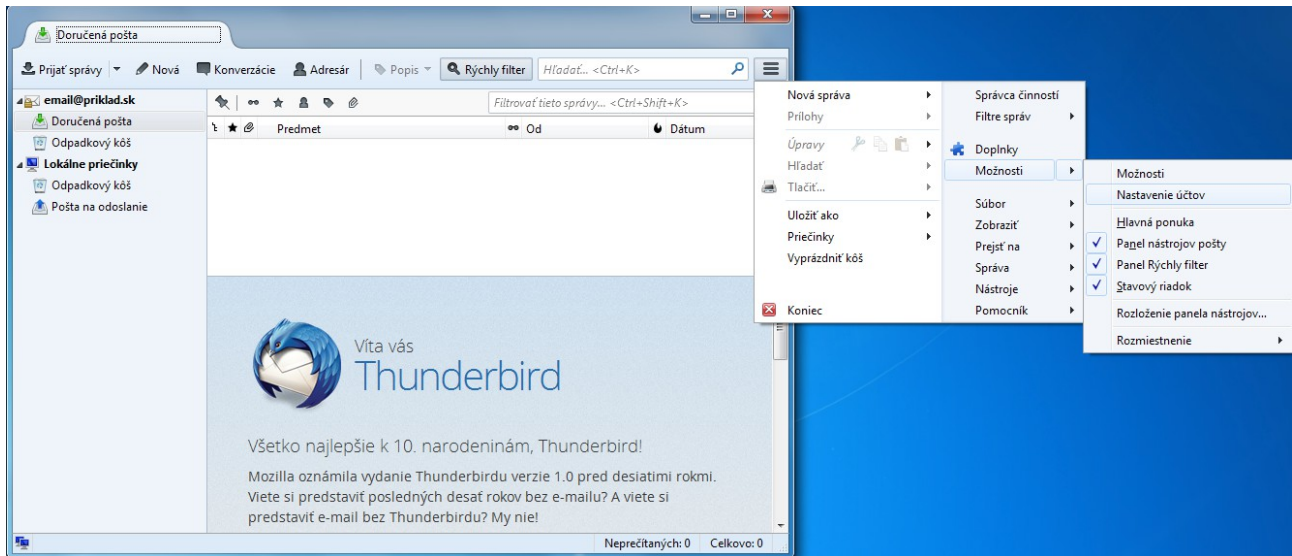 Doručená pošta
Prijať správy
Nová
Konverzácie
Adresár
Popis
Rýchly filter
Hľadať... <Ctrl+K>
email@priklad.sk
Doručená pošta
Odpadkový kôš
Lokálne priečinky
Odpadkový kôš
Pošta na odoslanie
Filtrovať tieto správy... <Ctrl+Shift+K>
Predmet
Od
Dátum
Víta vás
Thunderbird
Všetko najlepšie k 10. narodeninám, Thunderbird!
Mozilla oznámila vydanie Thunderbirdu verzie 1.0 pred desiatimi rokmi.
Viete si predstaviť posledných desať rokov bez e-mailu? A viete si
predstaviť e-mail bez Thunderbirdu? My nie!
Neprečítaných: 0
Celkovo: 0
Nová správa
Prílohy
Úpravy
Hľadať
Tlačiť...
Uložiť ako
Priečinky
Vyprázdniť kôš
Koniec
Správca činností
Filtre správ
Doplnky
Možnosti
Súbor
Zobraziť
Prejsť na
Správa
Nástroje
Pomocník
Možnosti
Nastavenie účtov
Hlavná ponuka
Panel nástrojov pošty
Panel Rýchly filter
Stavový riadok
Rozloženie panela nástrojov...
Rozmiestnenie